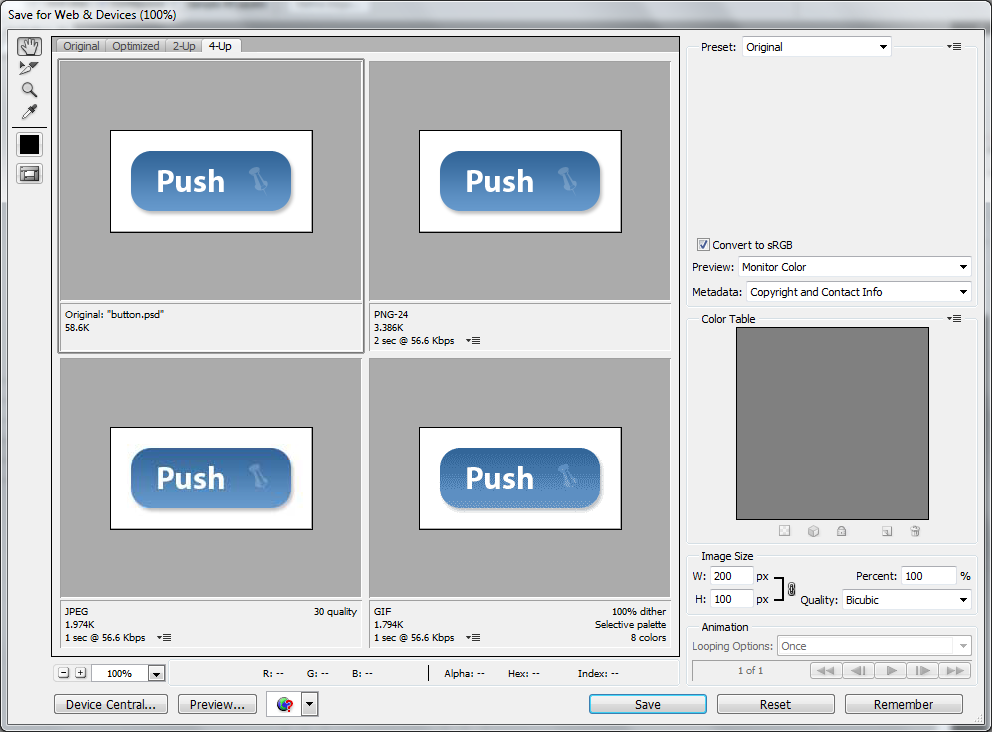 Save for Web & Devices (100%)
Original Optimized 2-Up 4-Up
Push
Original: "button.psd"
58.6K
Push
PNG-24
3.386K
2 sec @ 56.6 Kbps
Push
JPEG 30 quality
1.974K
1 sec @ 56.6 Kbps
Push
GIF 100% dither
1.794K Selective palette
1 sec @ 56.6 Kbps 8 colors
100% R: -- G: -- B: -- Alpha: -- Hex: -- Index: --
Device Central... Preview...
Preset: Original
Convert to sRGB
Preview: Monitor Color
Metadata: Copyright and Contact Info
Color Table
Image Size
W: 200 px Percent: 100 %
H: 100 px Quality: Bicubic
Animation
Looping Options: Once
1 of 1
Save Reset Remember